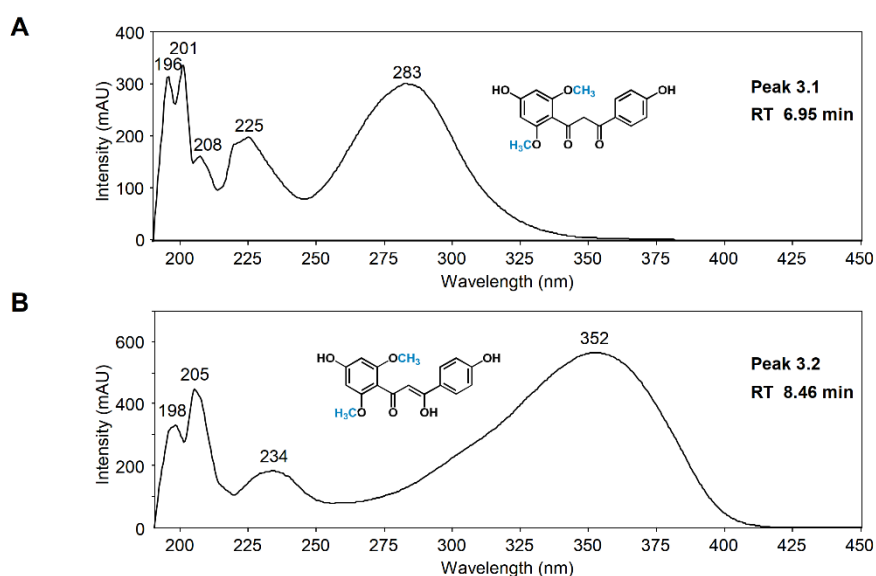 A
400
300
200
100
0
Intensity (mAU)
196
201
208
225
283
HO
OCH3
H3C
O
O
O
OH
Peak 3.1
RT 6.95 min
200 225 250 275 300 325 350 375 400 425 450
Wavelength (nm)
B
600
400
200
0
Intensity (mAU)
198
205
234
352
HO
OCH3
H3C
O
O
OH
OH
Peak 3.2
RT 8.46 min
200 225 250 275 300 325 350 375 400 425 450
Wavelength (nm)